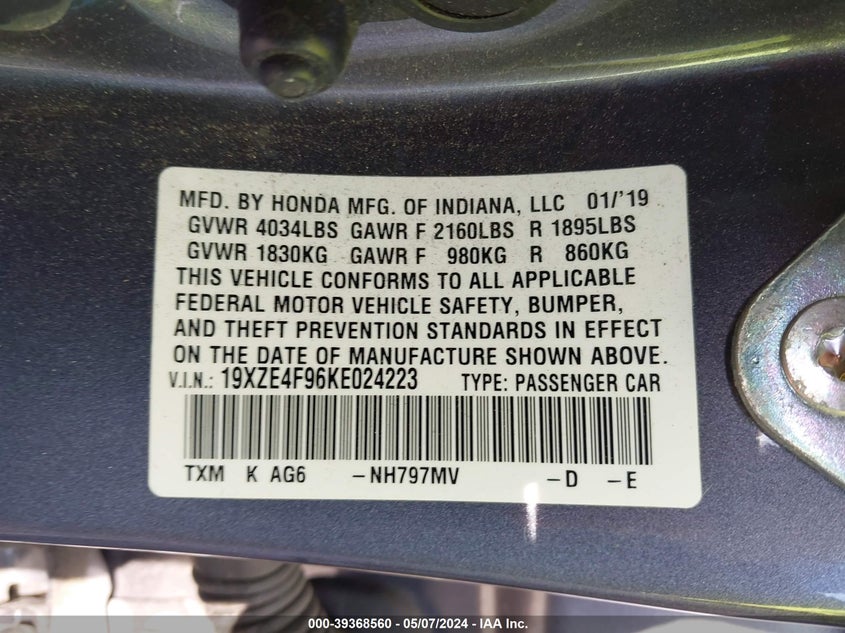 MFD. BY HONDA MFG. OF INDIANA, LLC 01/'19
GVWR 4034LBS GAWR F 2160LBS R 1895LBS
GVWR 1830KG GAWR F 980KG R 860KG
THIS VEHICLE CONFORMS TO ALL APPLICABLE
FEDERAL MOTOR VEHICLE SAFETY, BUMPER,
AND THEFT PREVENTION STANDARDS IN EFFECT
ON THE DATE OF MANUFACTURE SHOWN ABOVE.
V.I.N.: 19XZE4F96KE024223 TYPE: PASSENGER CAR
TXM K AG6 –NH797MV –D –E
000-39368560 — 05/07/2024 — IAA Inc.